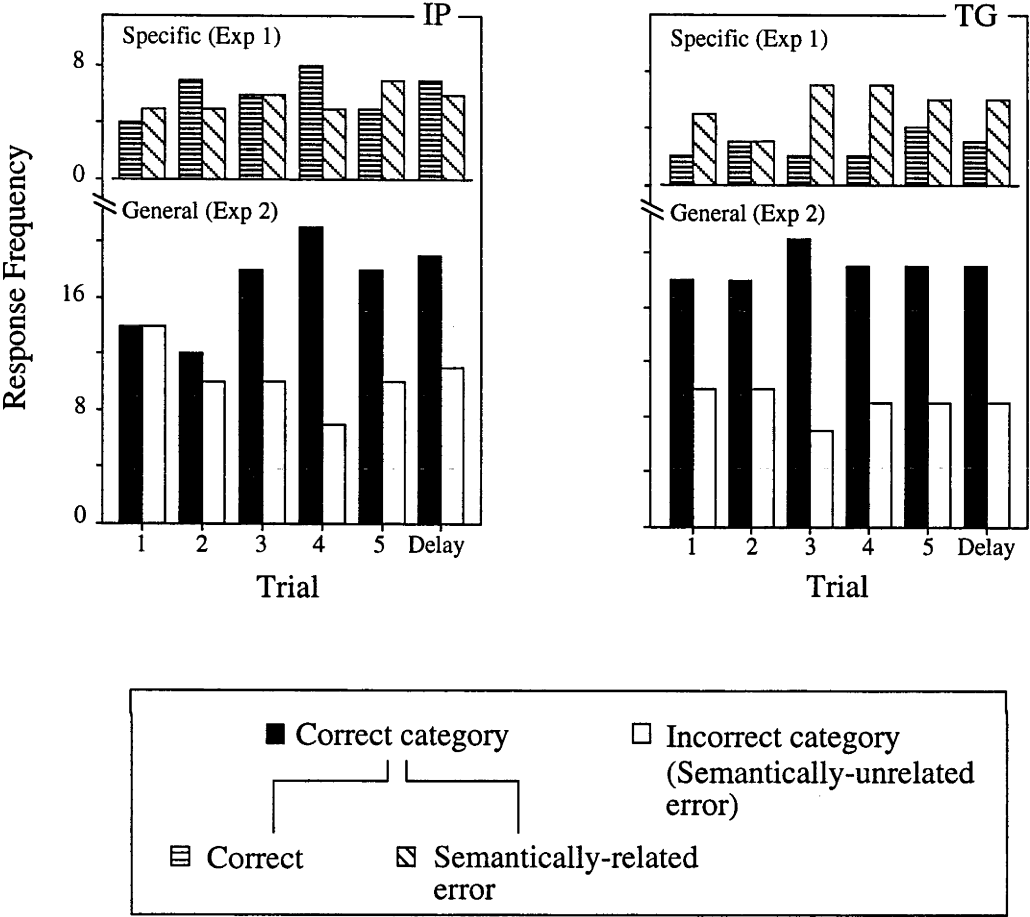 IP
Specific (Exp 1)
8
0
General (Exp 2)
16
8
0
Response Frequency
1 2 3 4 5 Delay
Trial
TG
Specific (Exp 1)
General (Exp 2)
1 2 3 4 5 Delay
Trial
Correct category
Incorrect category
(Semantically-unrelated
error)
Correct
Semantically-related
error